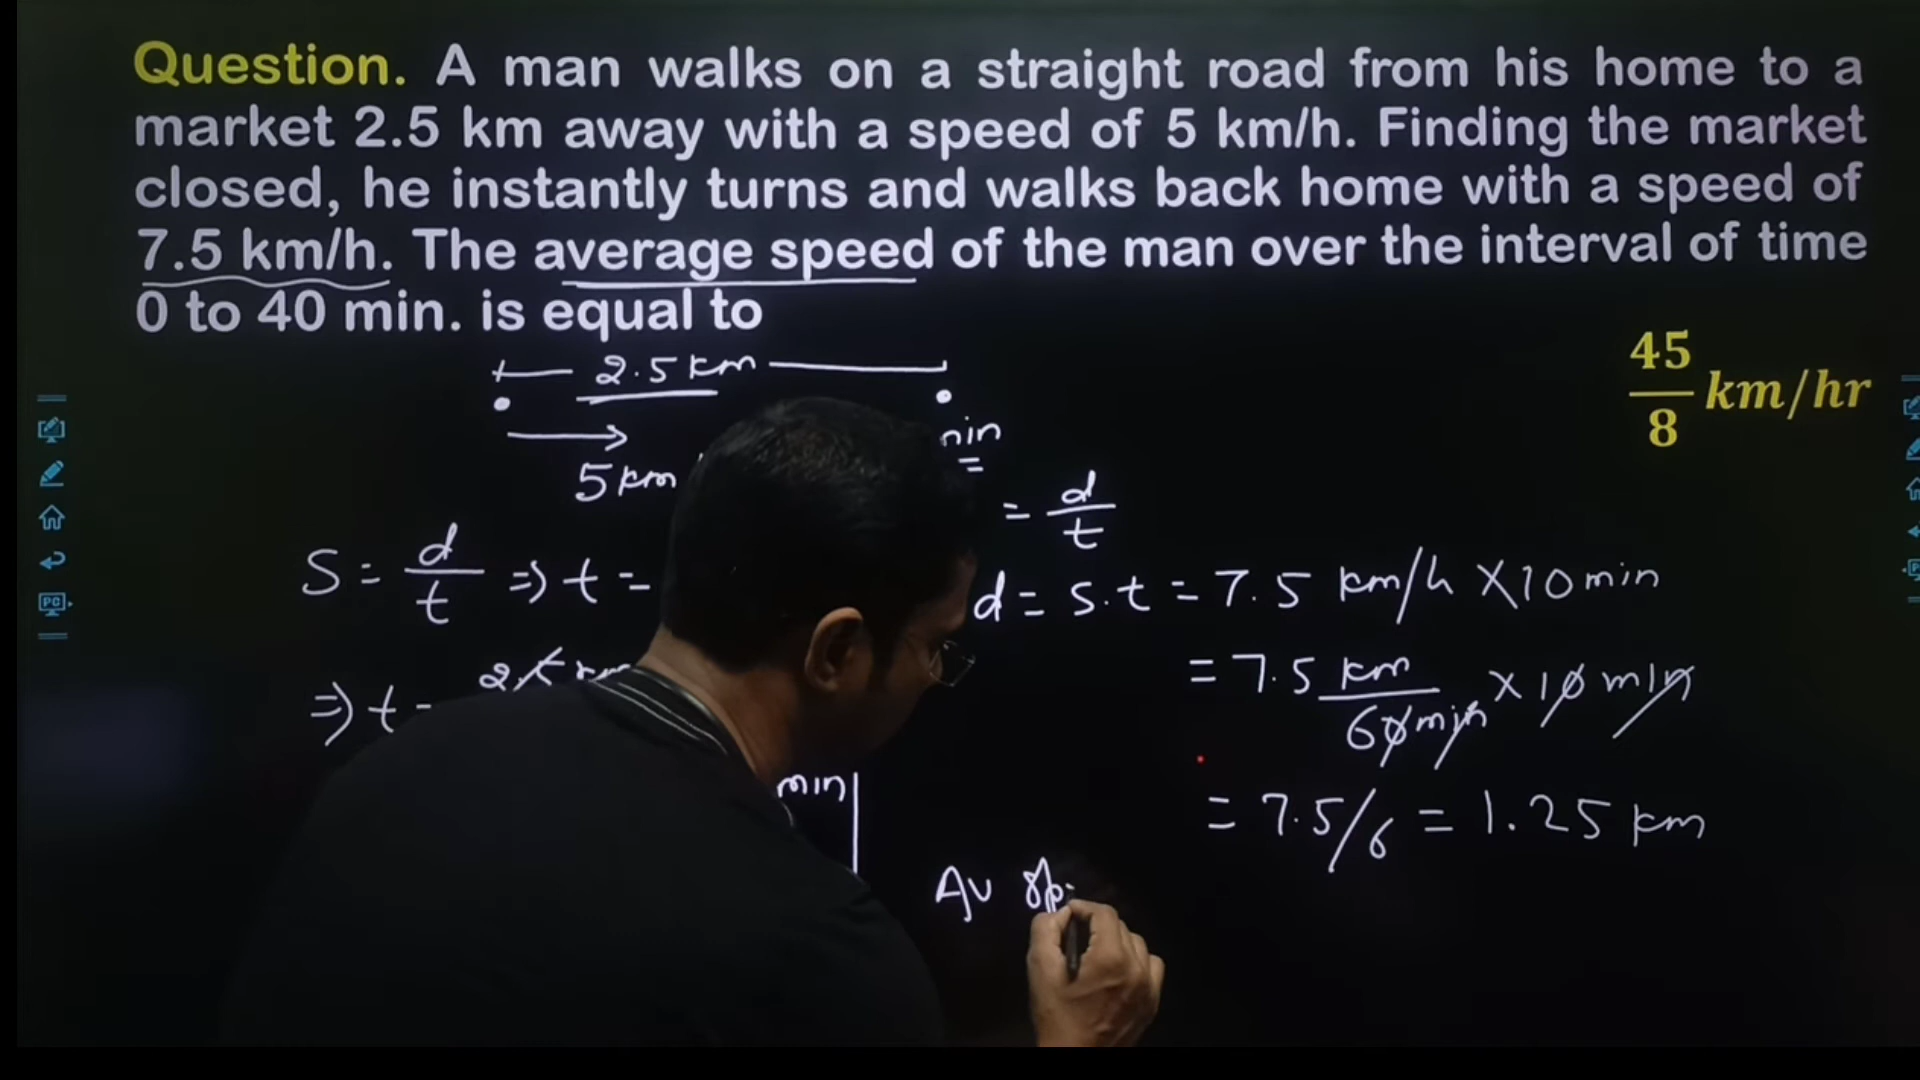 Question. A man walks on a straight road from his home to a
market 2.5 km away with a speed of 5 km/h. Finding the market
closed, he instantly turns and walks back home with a speed of
7.5 km/h. The average speed of the man over the interval of time
0 to 40 min. is equal to
45/8 km/hr
2.5 km
5 km
min
= d/t
S = d/t ⇒ t =
d = s.t = 7.5 km/h × 10 min
= 7.5 km/60 min × 10 min
⇒ t =
min
= 7.5/6 = 1.25 km
Av sp
PC